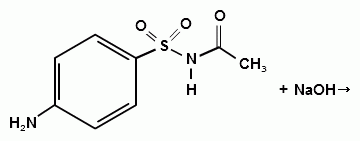 O O O
S
N
H CH₃
+ NaOH→
H₂N